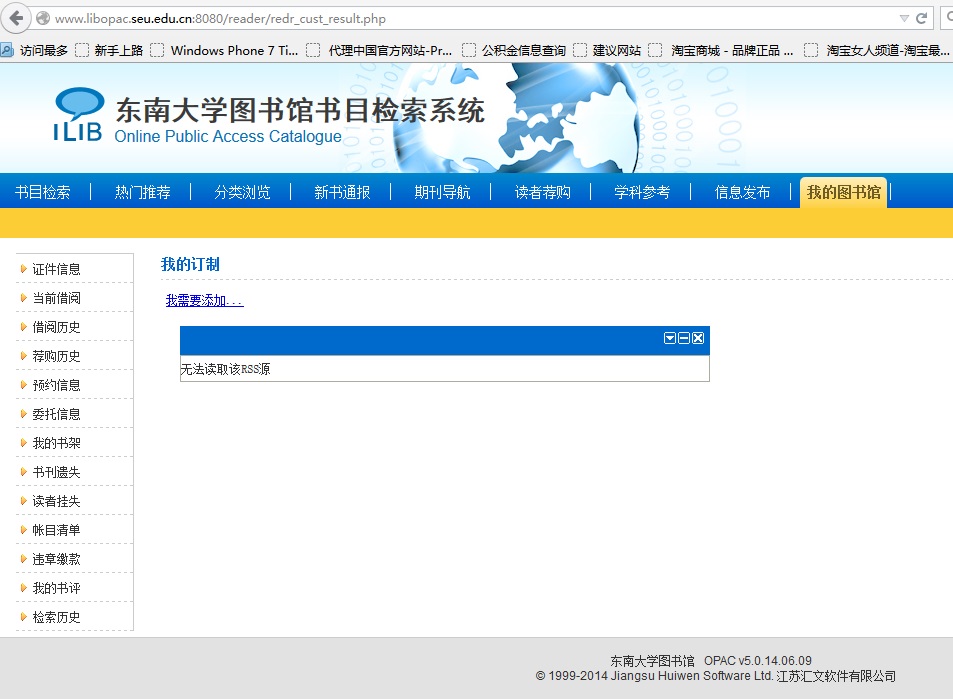 www.libopac.seu.edu.cn:8080/reader/redr_cust_result.php
访问最多 新手上路 Windows Phone 7 Ti... 代理中国官方网站-Pr... 公积金信息查询 建议网站 淘宝商城 - 品牌正品 ... 淘宝女人频道-淘宝最...
iLIB 东南大学图书馆书目检索系统
Online Public Access Catalogue
书目检索 热门推荐 分类浏览 新书通报 期刊导航 读者荐购 学科参考 信息发布 我的图书馆
证件信息
当前借阅
借阅历史
荐购历史
预约信息
委托信息
我的书架
书刊遗失
读者挂失
帐目清单
违章缴款
我的书评
检索历史
我的订制
我需要添加...
无法读取该RSS源
东南大学图书馆 OPAC v5.0.14.06.09
© 1999-2014 Jiangsu Huiwen Software Ltd. 江苏汇文软件有限公司